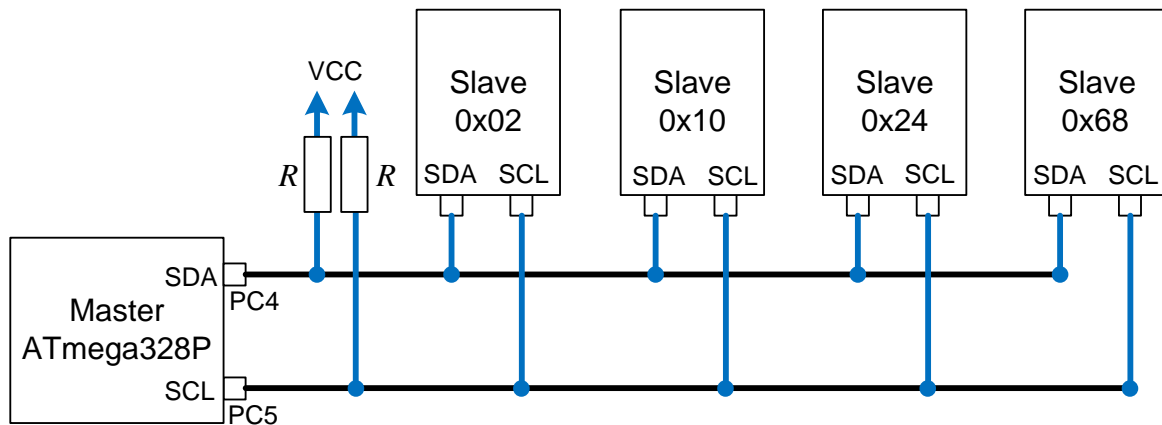 VCC
R
R
Slave
0x02
SDA SCL
Slave
0x10
SDA SCL
Slave
0x24
SDA SCL
Slave
0x68
SDA SCL
Master
ATmega328P
SDA
PC4
SCL
PC5